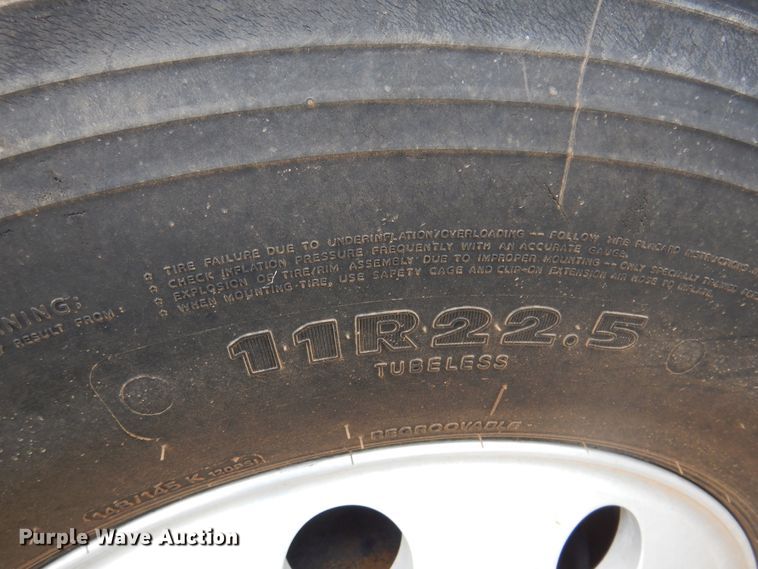 TIRE FAILURE DUE TO UNDERINFLATION/OVERLOADING — FOLLOW
CHECK INFLATION PRESSURE FREQUENTLY WITH AN ACCURATE GAUGE.
EXPLOSION OF TIRE/RIM ASSEMBLY DUE TO IMPROPER MOUNTING — ONLY SPECIALLY TRAINED
WHEN MOUNTING TIRE, USE SAFETY CAGE AND CLIP-ON EXTENSION AIR HOSE TO INFLATE.
RESULT FROM:
11R22.5
TUBELESS
REGROOVABLE
Purple Wave Auction